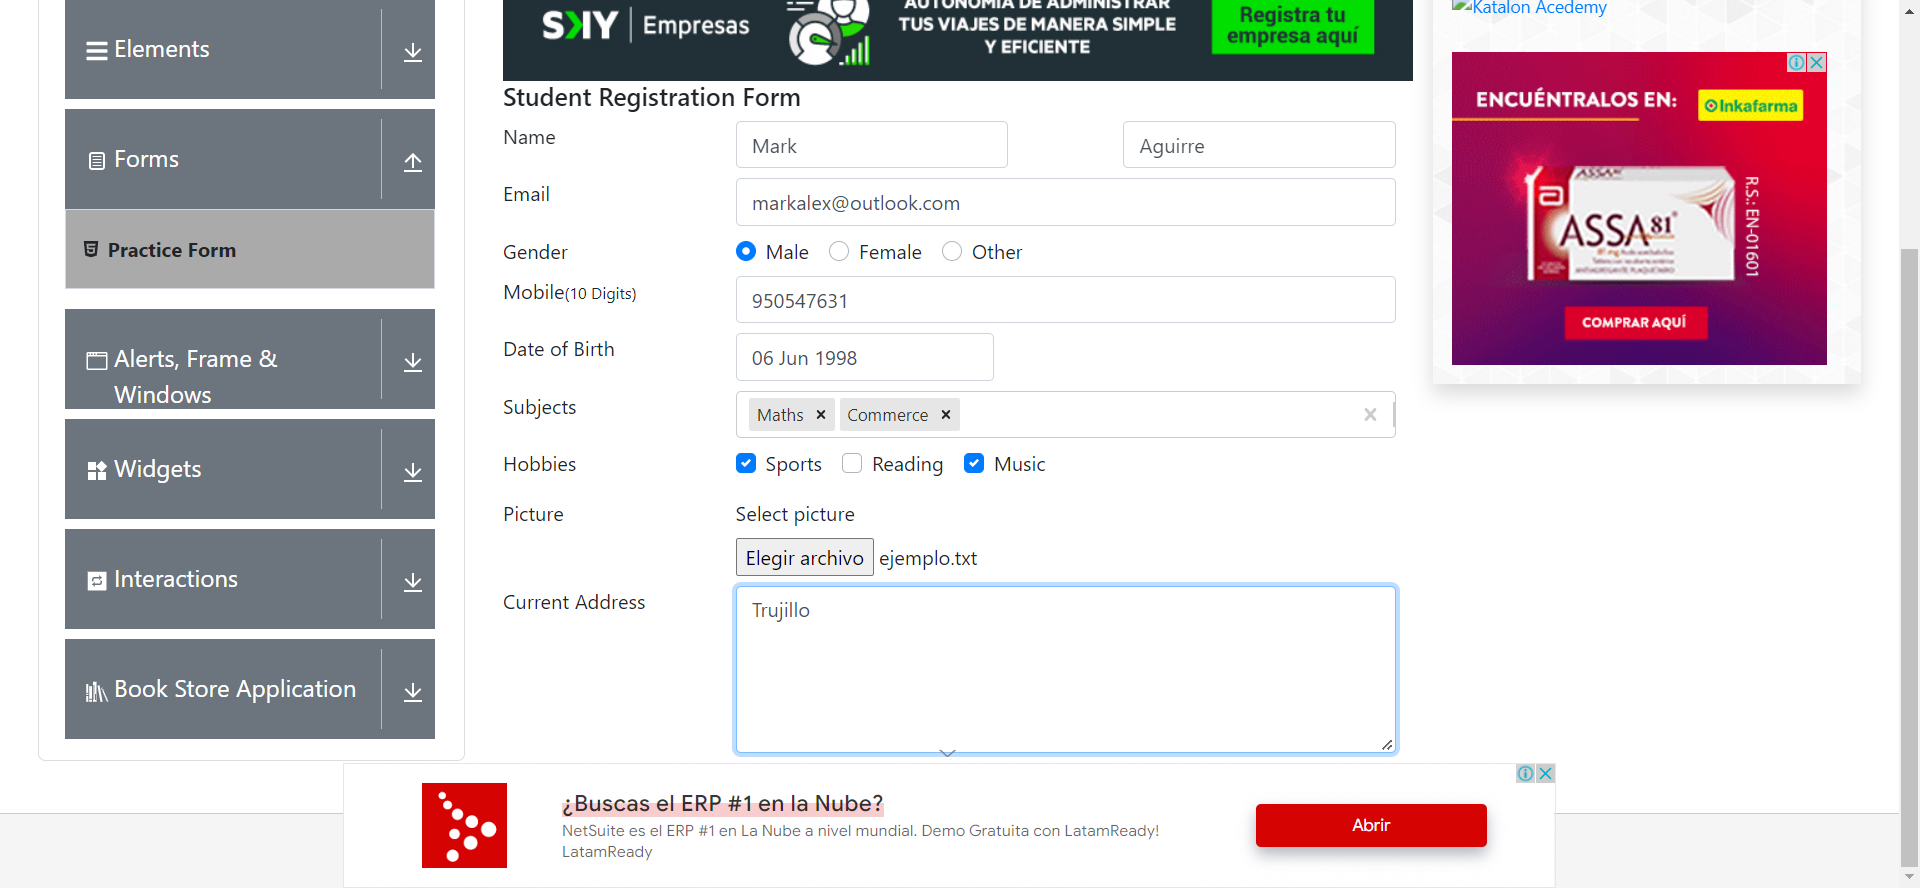 Elements
Forms
Practice Form
Alerts, Frame &
Windows
Widgets
Interactions
Book Store Application
SKY Empresas
AUTONOMÍA DE ADMINISTRAR
TUS VIAJES DE MANERA SIMPLE
Y EFICIENTE
Registra tu
empresa aquí
Student Registration Form
Name
Mark
Aguirre
Email
markalex@outlook.com
Gender
Male
Female
Other
Mobile(10 Digits)
950547631
Date of Birth
06 Jun 1998
Subjects
Maths
Commerce
Hobbies
Sports
Reading
Music
Picture
Select picture
Elegir archivo
ejemplo.txt
Current Address
Trujillo
Katalon Acedemy
ENCUÉNTRALOS EN:
Inkafarma
ASSA 81
ASSA 81
R.S.: EN-01601
COMPRAR AQUÍ
¿Buscas el ERP #1 en la Nube?
NetSuite es el ERP #1 en La Nube a nivel mundial. Demo Gratuita con LatamReady!
LatamReady
Abrir